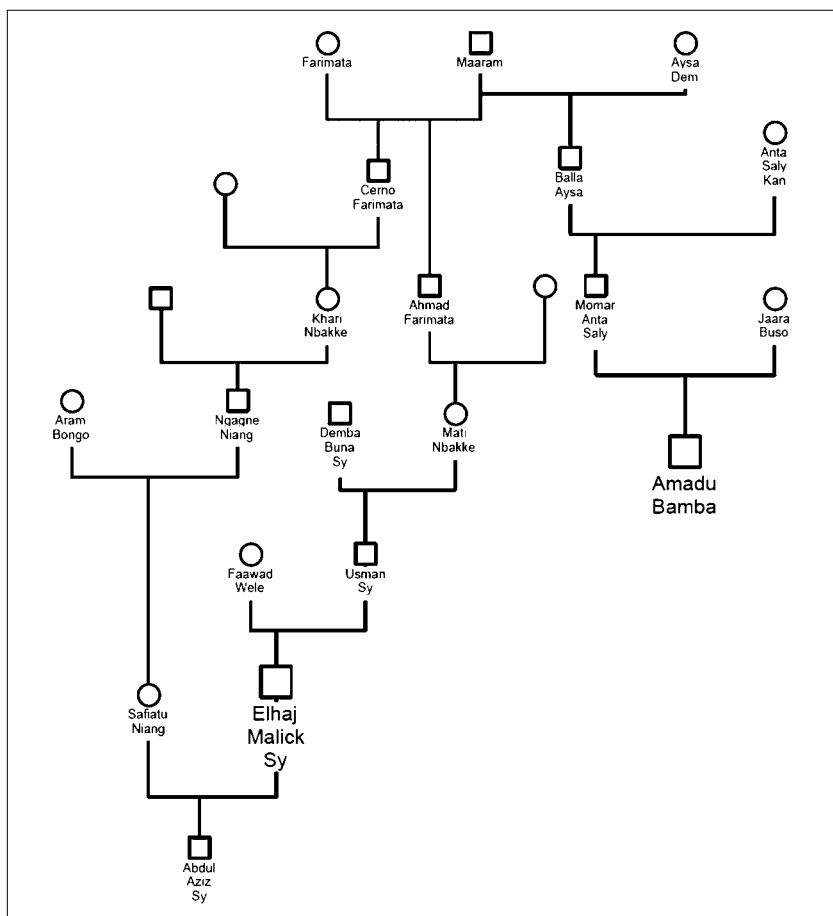 Farimata
Maaram
Aysa
Dem
Anta
Saly
Kan
Cerno
Farimata
Balla
Aysa
Khari
Nbakke
Ahmad
Farimata
Momar
Anta
Saly
Jaara
Buso
Aram
Bongo
Ngagne
Niang
Demba
Buna
Sy
Mati
Nbakke
Amadu
Bamba
Faawad
Wele
Usman
Sy
Safiatu
Niang
Elhaj
Malick
Sy
Abdul
Aziz
Sy